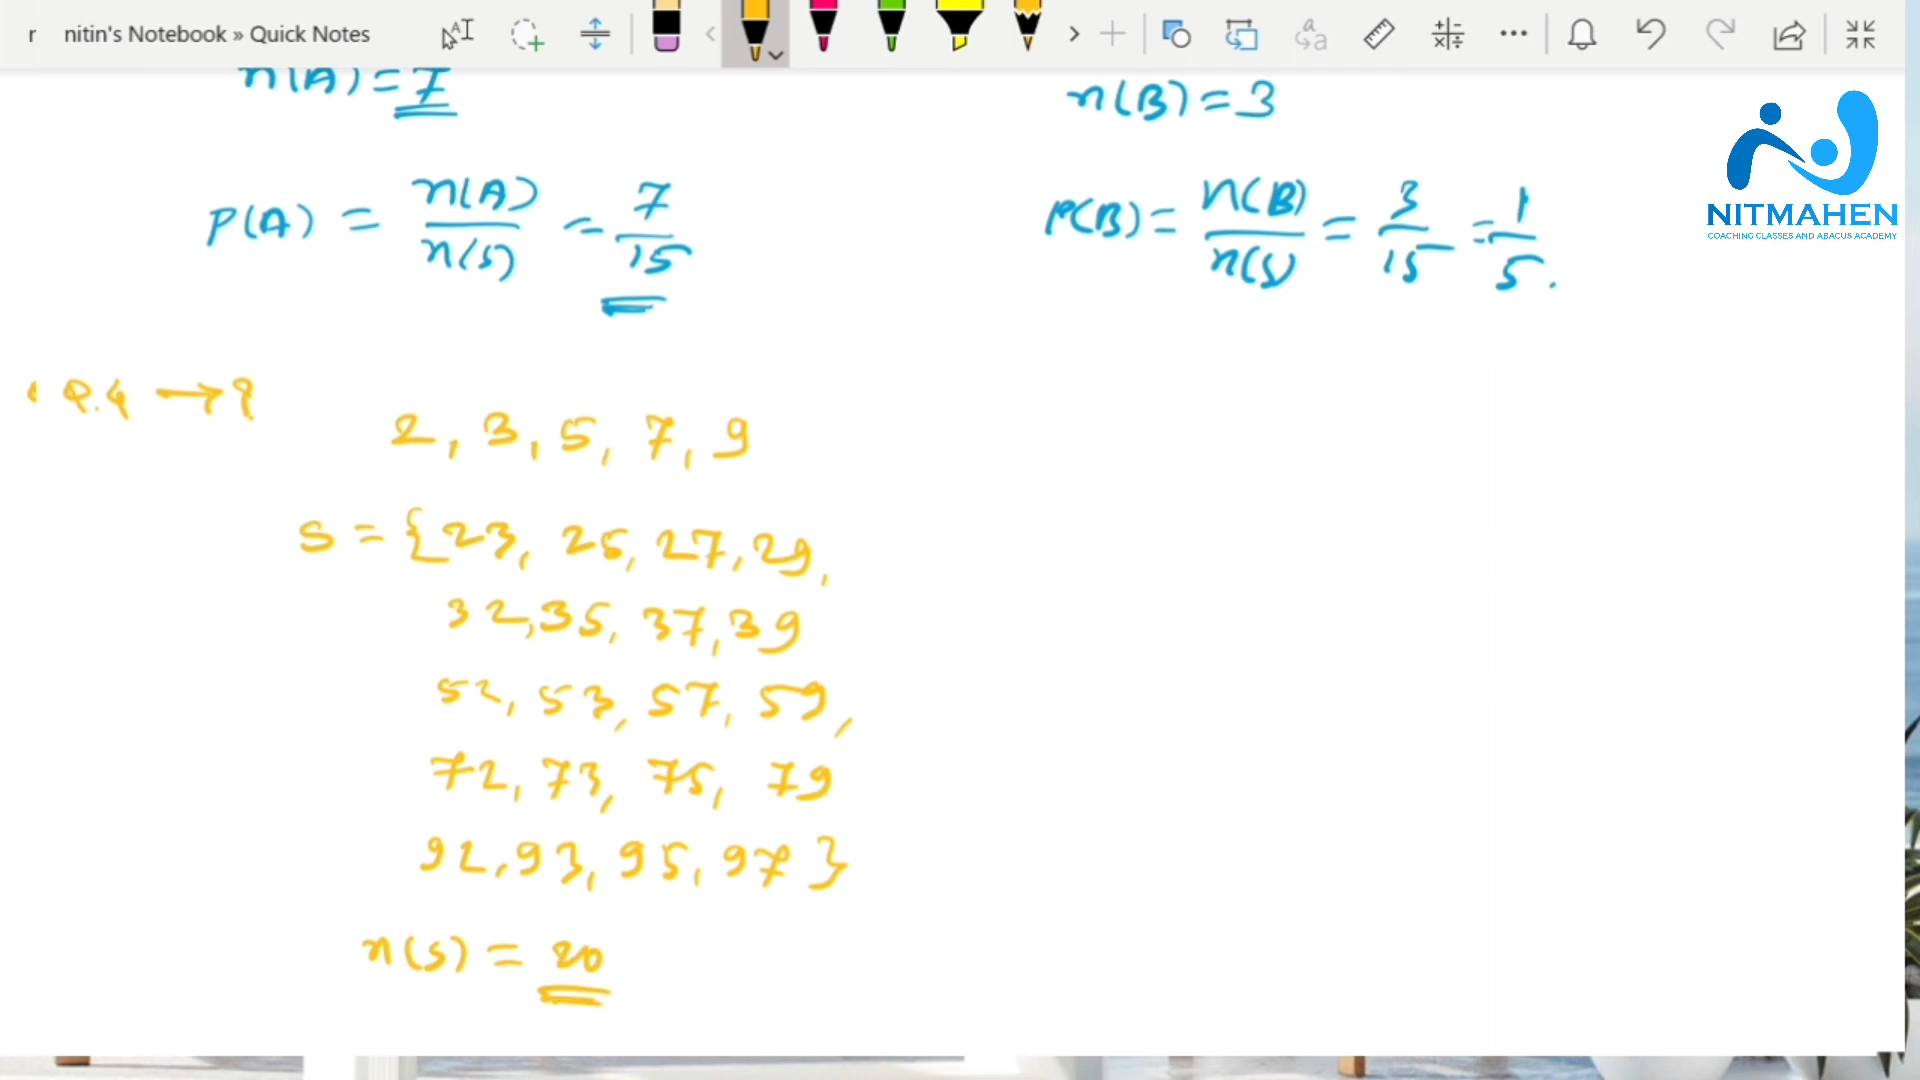 r nitin's Notebook » Quick Notes
n(A) = 7
P(A) = n(A)/n(S) = 7/15
n(B) = 3
P(B) = n(B)/n(S) = 3/15 = 1/5.
NITMAHEN
COACHING CLASSES AND ABACUS ACADEMY
Q.4 →
2, 3, 5, 7, 9
S = {23, 25, 27, 29,
32, 35, 37, 39
52, 53, 57, 59,
72, 73, 75, 79
92, 93, 95, 97 }
n(S) = 20